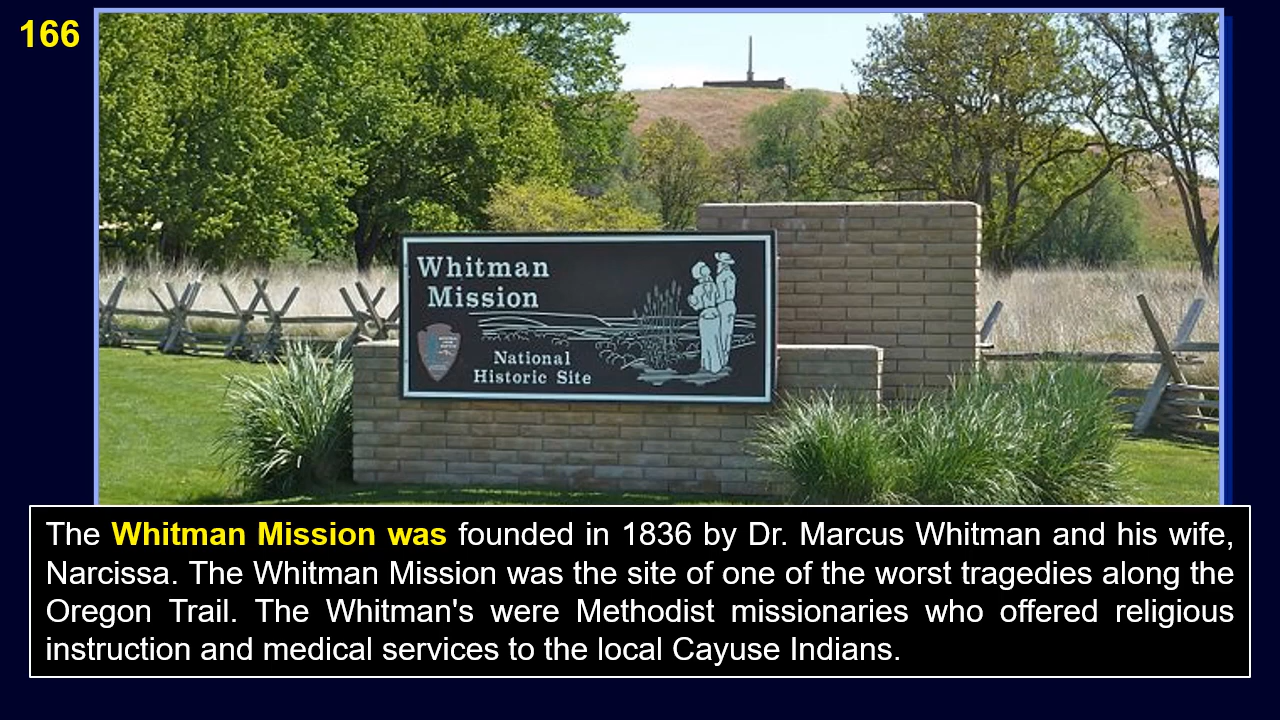 166
Whitman
Mission
National
Historic Site
The Whitman Mission was founded in 1836 by Dr. Marcus Whitman and his wife,
Narcissa. The Whitman Mission was the site of one of the worst tragedies along the
Oregon Trail. The Whitman's were Methodist missionaries who offered religious
instruction and medical services to the local Cayuse Indians.